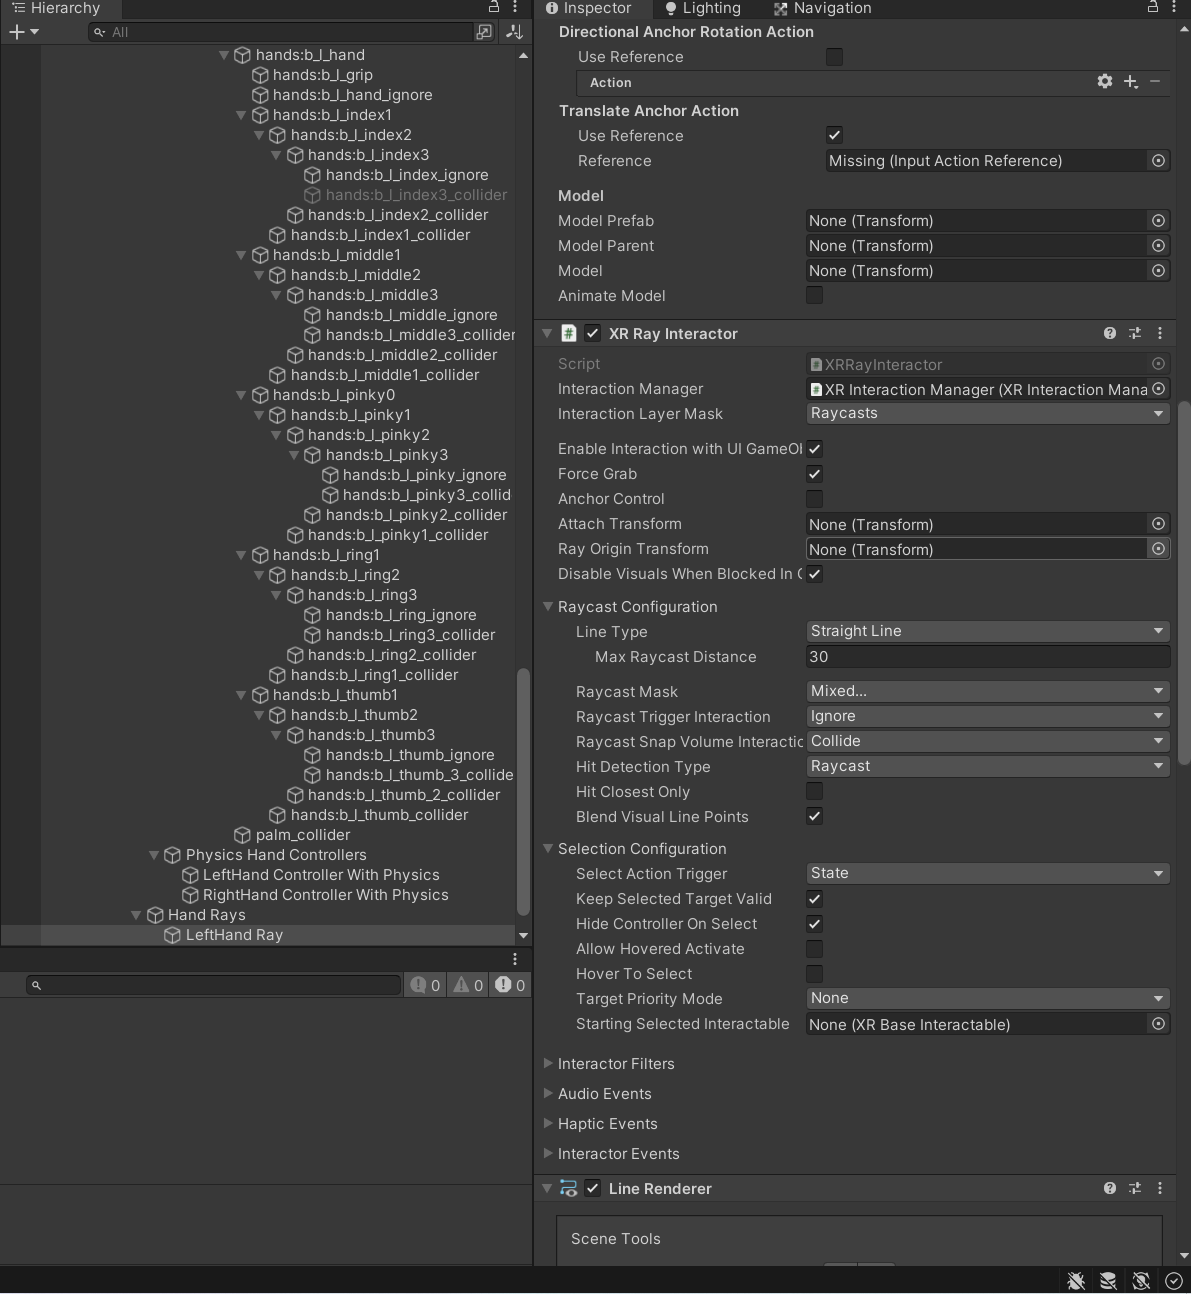 Hierarchy
All
hands:b_l_hand
hands:b_l_grip
hands:b_l_hand_ignore
hands:b_l_index1
hands:b_l_index2
hands:b_l_index3
hands:b_l_index_ignore
hands:b_l_index3_collider
hands:b_l_index2_collider
hands:b_l_index1_collider
hands:b_l_middle1
hands:b_l_middle2
hands:b_l_middle3
hands:b_l_middle_ignore
hands:b_l_middle3_collider
hands:b_l_middle2_collider
hands:b_l_middle1_collider
hands:b_l_pinky0
hands:b_l_pinky1
hands:b_l_pinky2
hands:b_l_pinky3
hands:b_l_pinky_ignore
hands:b_l_pinky3_collid
hands:b_l_pinky2_collider
hands:b_l_pinky1_collider
hands:b_l_ring1
hands:b_l_ring2
hands:b_l_ring3
hands:b_l_ring_ignore
hands:b_l_ring3_collider
hands:b_l_ring2_collider
hands:b_l_ring1_collider
hands:b_l_thumb1
hands:b_l_thumb2
hands:b_l_thumb3
hands:b_l_thumb_ignore
hands:b_l_thumb_3_collide
hands:b_l_thumb_2_collider
hands:b_l_thumb_collider
palm_collider
Physics Hand Controllers
LeftHand Controller With Physics
RightHand Controller With Physics
Hand Rays
LeftHand Ray
0 0 0
Inspector Lighting Navigation
Directional Anchor Rotation Action
Use Reference
Action
Translate Anchor Action
Use Reference
Reference Missing (Input Action Reference)
Model
Model Prefab None (Transform)
Model Parent None (Transform)
Model None (Transform)
Animate Model
# XR Ray Interactor
Script XRRayInteractor
Interaction Manager XR Interaction Manager (XR Interaction Mana
Interaction Layer Mask Raycasts
Enable Interaction with UI GameOb
Force Grab
Anchor Control
Attach Transform None (Transform)
Ray Origin Transform None (Transform)
Disable Visuals When Blocked In G
Raycast Configuration
Line Type Straight Line
Max Raycast Distance 30
Raycast Mask Mixed...
Raycast Trigger Interaction Ignore
Raycast Snap Volume Interactio Collide
Hit Detection Type Raycast
Hit Closest Only
Blend Visual Line Points
Selection Configuration
Select Action Trigger State
Keep Selected Target Valid
Hide Controller On Select
Allow Hovered Activate
Hover To Select
Target Priority Mode None
Starting Selected Interactable None (XR Base Interactable)
Interactor Filters
Audio Events
Haptic Events
Interactor Events
Line Renderer
Scene Tools